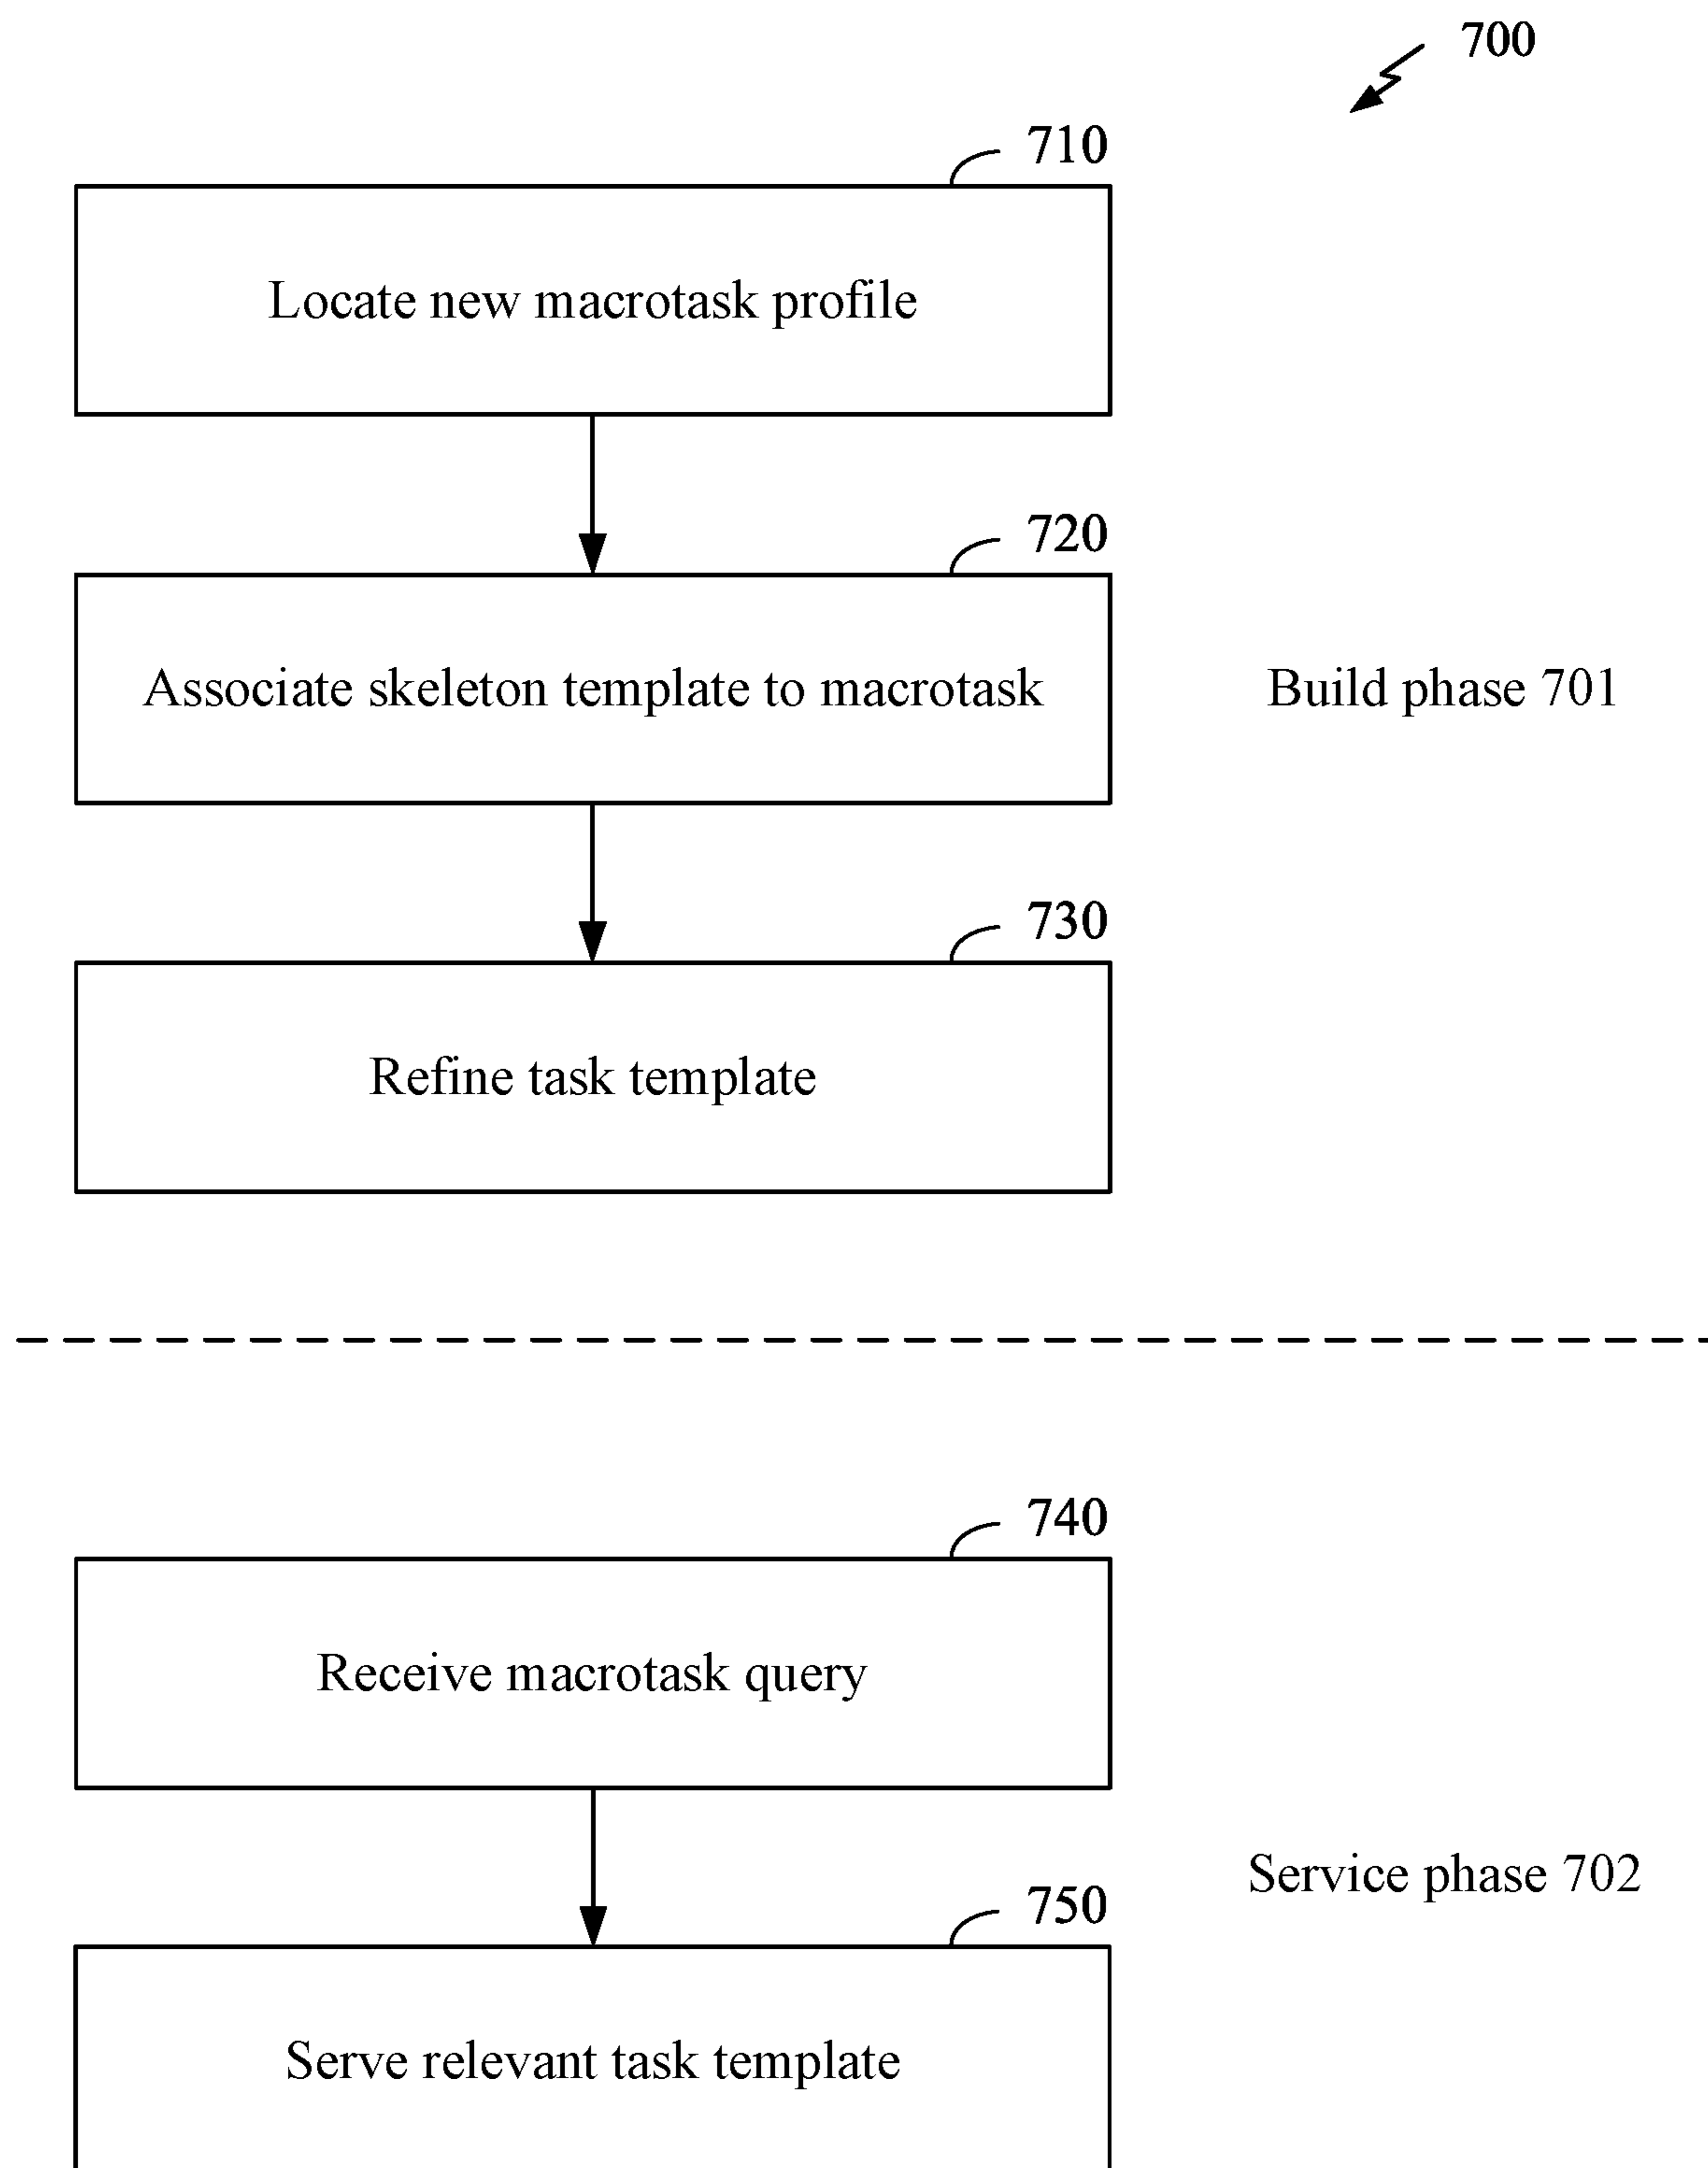 700
710
Locate new macrotask profile
720
Associate skeleton template to macrotask
Build phase 701
730
Refine task template
740
Receive macrotask query
Service phase 702
750
Serve relevant task template